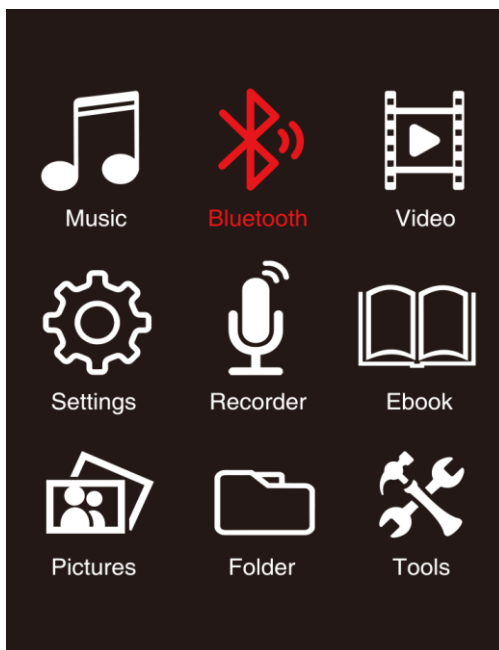 Music
Bluetooth
Video
Settings
Recorder
Ebook
Pictures
Folder
Tools